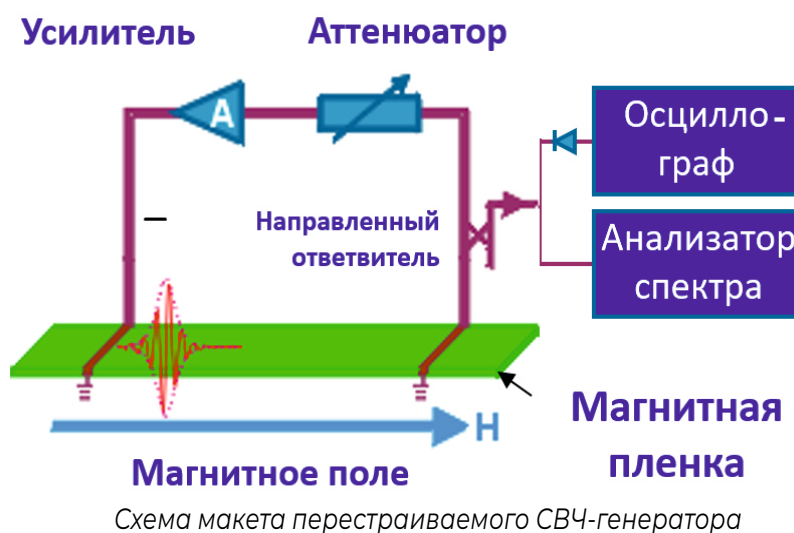 Усилитель
Аттенюатор
A
Осцилло-
граф
Направленный
ответвитель
Анализатор
спектра
H
Магнитное поле
Магнитная
пленка
Схема макета перестраиваемого СВЧ-генератора